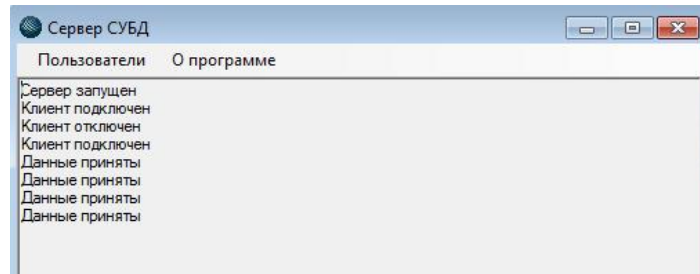 Сервер СУБД
Пользователи О программе
Сервер запущен
Клиент подключен
Клиент отключен
Клиент подключен
Данные приняты
Данные приняты
Данные приняты
Данные приняты